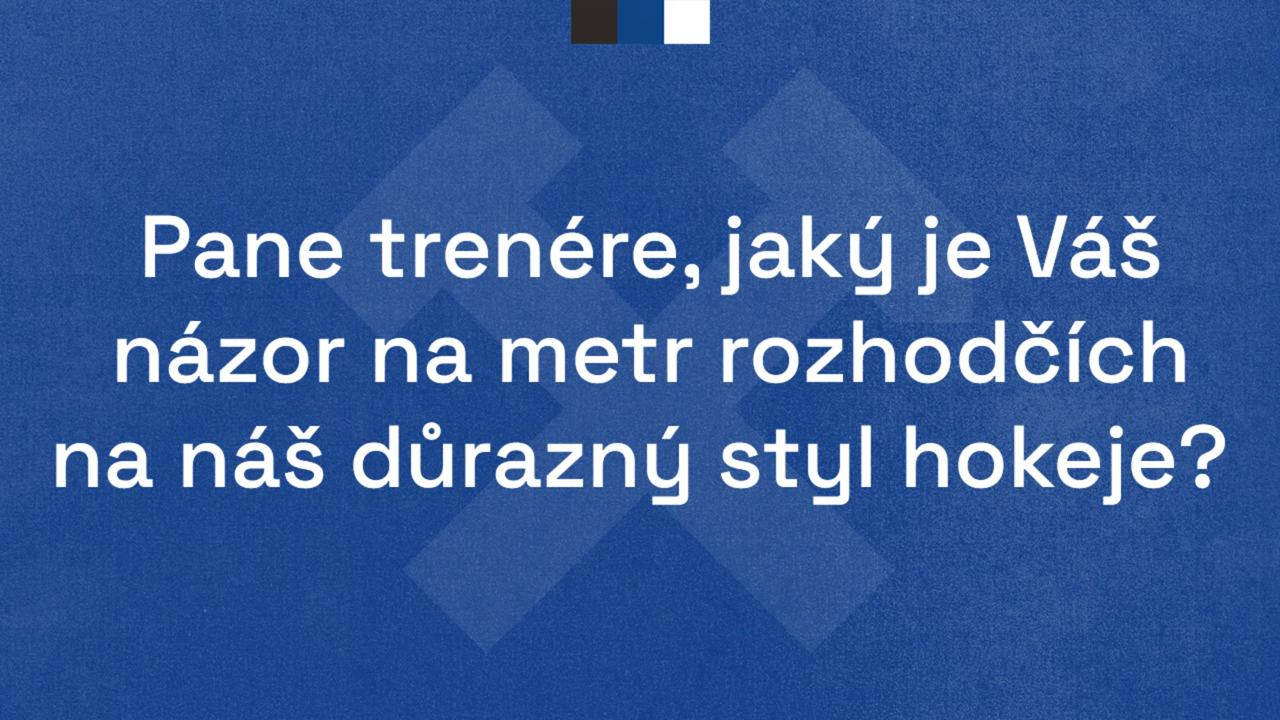 Pane trenére, jaký je Váš
názor na metr rozhodčích
na náš důrazný styl hokeje?